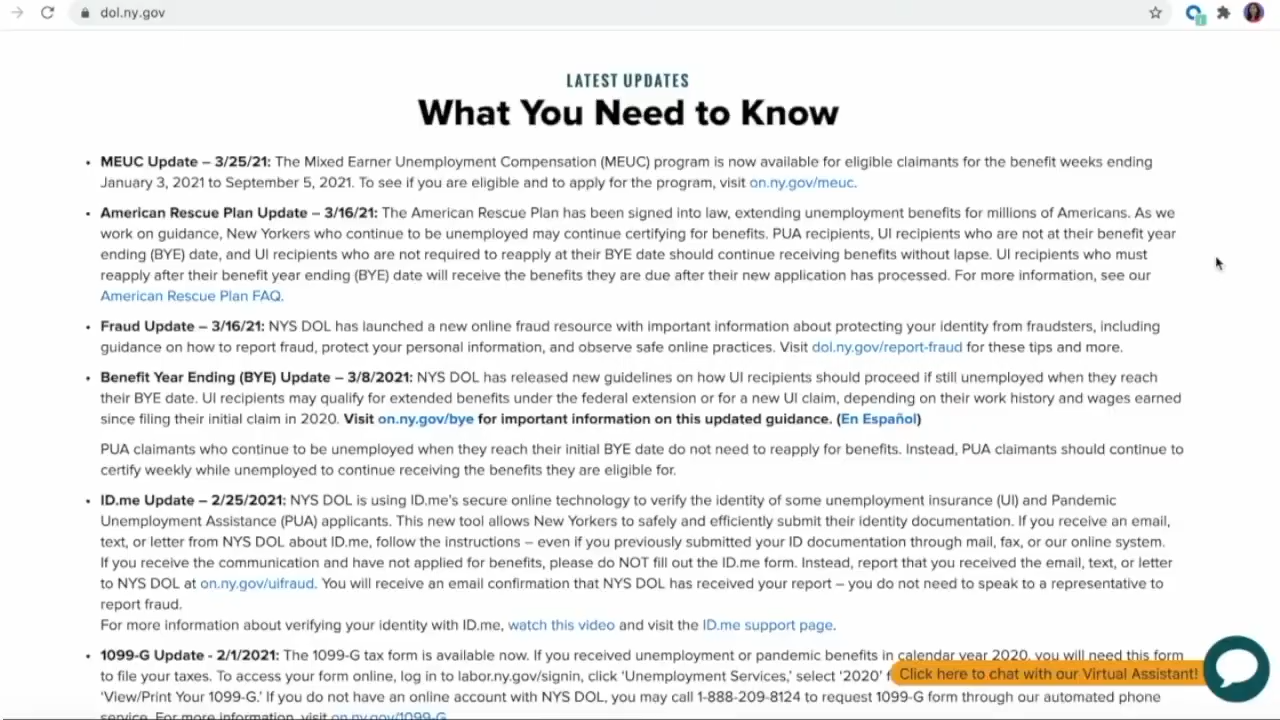 dol.ny.gov
LATEST UPDATES
What You Need to Know
• MEUC Update – 3/25/21: The Mixed Earner Unemployment Compensation (MEUC) program is now available for eligible claimants for the benefit weeks ending
January 3, 2021 to September 5, 2021. To see if you are eligible and to apply for the program, visit on.ny.gov/meuc.
• American Rescue Plan Update – 3/16/21: The American Rescue Plan has been signed into law, extending unemployment benefits for millions of Americans. As we
work on guidance, New Yorkers who continue to be unemployed may continue certifying for benefits. PUA recipients, UI recipients who are not at their benefit year
ending (BYE) date, and UI recipients who are not required to reapply at their BYE date should continue receiving benefits without lapse. UI recipients who must
reapply after their benefit year ending (BYE) date will receive the benefits they are due after their new application has processed. For more information, see our
American Rescue Plan FAQ.
• Fraud Update – 3/16/21: NYS DOL has launched a new online fraud resource with important information about protecting your identity from fraudsters, including
guidance on how to report fraud, protect your personal information, and observe safe online practices. Visit dol.ny.gov/report-fraud for these tips and more.
• Benefit Year Ending (BYE) Update – 3/8/2021: NYS DOL has released new guidelines on how UI recipients should proceed if still unemployed when they reach
their BYE date. UI recipients may qualify for extended benefits under the federal extension or for a new UI claim, depending on their work history and wages earned
since filing their initial claim in 2020. Visit on.ny.gov/bye for important information on this updated guidance. (En Español)
PUA claimants who continue to be unemployed when they reach their initial BYE date do not need to reapply for benefits. Instead, PUA claimants should continue to
certify weekly while unemployed to continue receiving the benefits they are eligible for.
• ID.me Update – 2/25/2021: NYS DOL is using ID.me's secure online technology to verify the identity of some unemployment insurance (UI) and Pandemic
Unemployment Assistance (PUA) applicants. This new tool allows New Yorkers to safely and efficiently submit their identity documentation. If you receive an email,
text, or letter from NYS DOL about ID.me, follow the instructions – even if you previously submitted your ID documentation through mail, fax, or our online system.
If you receive the communication and have not applied for benefits, please do NOT fill out the ID.me form. Instead, report that you received the email, text, or letter
to NYS DOL at on.ny.gov/uifraud. You will receive an email confirmation that NYS DOL has received your report – you do not need to speak to a representative to
report fraud.
For more information about verifying your identity with ID.me, watch this video and visit the ID.me support page.
• 1099-G Update - 2/1/2021: The 1099-G tax form is available now. If you received unemployment or pandemic benefits in calendar year 2020, you will need this form
to file your taxes. To access your form online, log in to labor.ny.gov/signin, click 'Unemployment Services,' select '2020' f
Click here to chat with our Virtual Assistant!
'View/Print Your 1099-G.' If you do not have an online account with NYS DOL, you may call 1-888-209-8124 to request 1099-G form through our automated phone
service. For more information, visit on.ny.gov/1099-G